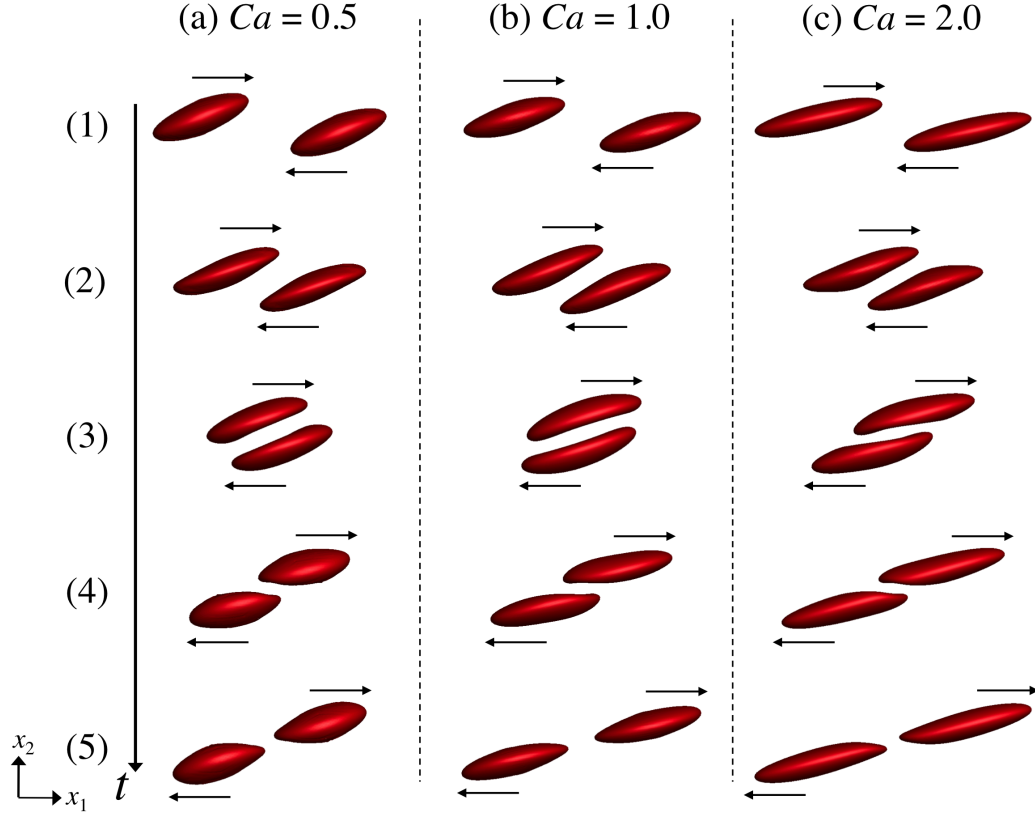 (a) Ca = 0.5
(b) Ca = 1.0
(c) Ca = 2.0
(1)
(2)
(3)
(4)
(5)
x₂
x₁
t